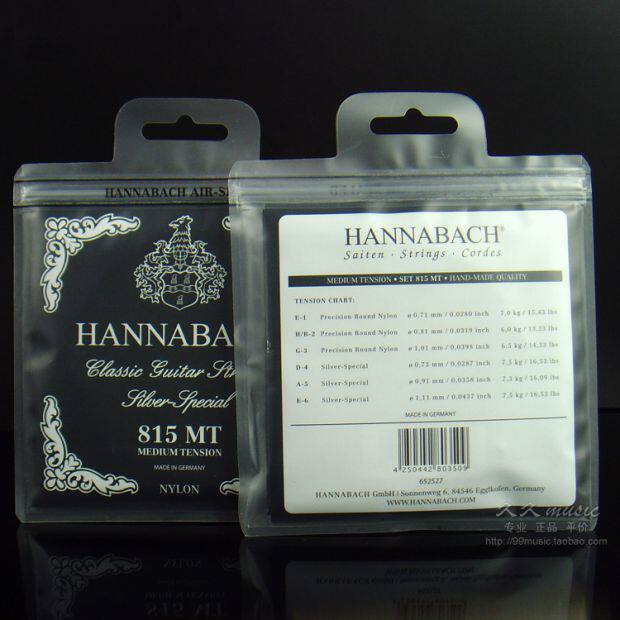 HANNABACH AIR-SE
HANNABACH
Classic Guitar Str
Silver-Special
815 MT
MEDIUM TENSION
MADE IN GERMANY
NYLON
HANNABACH®
Saiten · Strings · Cordes
MEDIUM TENSION • SET 815 MT • HAND-MADE QUALITY
TENSION CHART:
E-1 Precision Round Nylon ø 0,71 mm / 0.0280 inch 7,0 kg / 15,43 lbs
H/B-2 Precision Round Nylon ø 0,81 mm / 0.0319 inch 6,0 kg / 13,23 lbs
G-3 Precision Round Nylon ø 1,01 mm / 0.0398 inch 6,5 kg / 14,33 lbs
D-4 Silver-Special ø 0,73 mm / 0.0287 inch 7,5 kg / 16,53 lbs
A-5 Silver-Special ø 0,91 mm / 0.0358 inch 7,3 kg / 16,09 lbs
E-6 Silver-Special ø 1,11 mm / 0.0437 inch 7,5 kg / 16,53 lbs
MADE IN GERMANY
4 250442 803509
652527
HANNABACH GmbH | Sonnenweg 6, 84546 Egglkofen, Germany
WWW.HANNABACH.COM
music
专业 正品 平价
http://99music.taobao.com